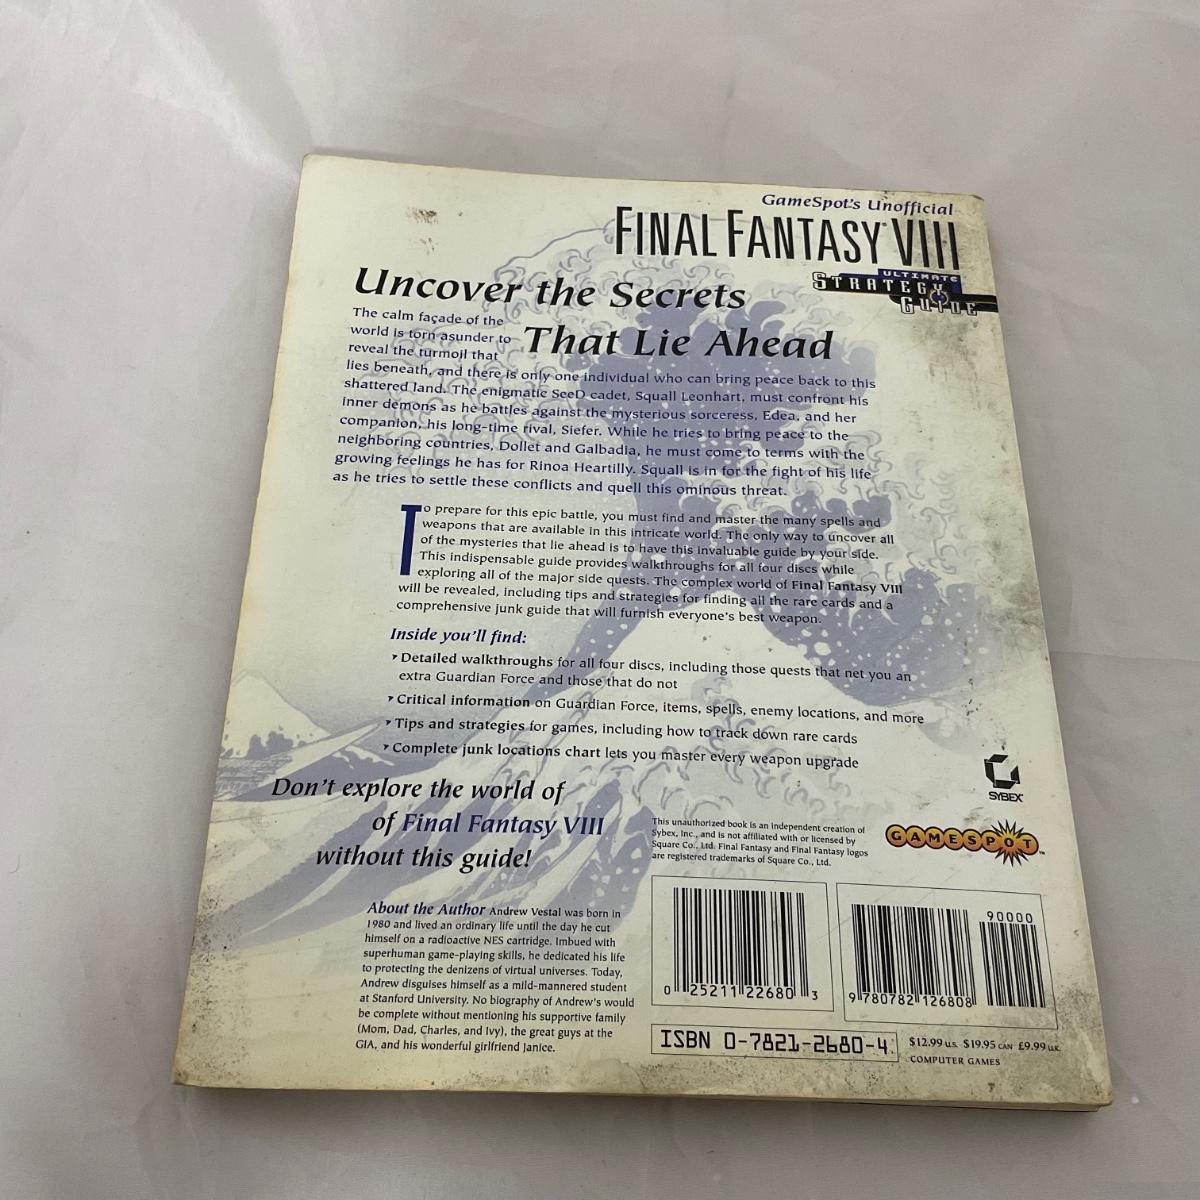 GameSpot's Unofficial
FINAL FANTASY VIII
ULTIMATE
STRATEGY
GUIDE
Uncover the Secrets
That Lie Ahead
The calm façade of the
world is torn asunder to
reveal the turmoil that
lies beneath, and there is only one individual who can bring peace back to this
shattered land. The enigmatic SeeD cadet, Squall Leonhart, must confront his
inner demons as he battles against the mysterious sorceress, Edea, and her
companion, his long-time rival, Siefer. While he tries to bring peace to the
neighboring countries, Dollet and Galbadia, he must come to terms with the
growing feelings he has for Rinoa Heartilly. Squall is in for the fight of his life
as he tries to settle these conflicts and quell this ominous threat.
To prepare for this epic battle, you must find and master the many spells and
weapons that are available in this intricate world. The only way to uncover all
of the mysteries that lie ahead is to have this invaluable guide by your side.
This indispensable guide provides walkthroughs for all four discs while
exploring all of the major side quests. The complex world of Final Fantasy VIII
will be revealed, including tips and strategies for finding all the rare cards and a
comprehensive junk guide that will furnish everyone's best weapon.
Inside you'll find:
Detailed walkthroughs for all four discs, including those quests that net you an
extra Guardian Force and those that do not
Critical information on Guardian Force, items, spells, enemy locations, and more
Tips and strategies for games, including how to track down rare cards
Complete junk locations chart lets you master every weapon upgrade
Don't explore the world of
of Final Fantasy VIII
without this guide!
SYBEX
This unauthorized book is an independent creation of
Sybex, Inc., and is not affiliated with or licensed by
Square Co., Ltd. Final Fantasy and Final Fantasy logos
are registered trademarks of Square Co., Ltd.
GAMESPOT™
About the Author Andrew Vestal was born in
1980 and lived an ordinary life until the day he cut
himself on a radioactive NES cartridge. Imbued with
superhuman game-playing skills, he dedicated his life
to protecting the denizens of virtual universes. Today,
Andrew disguises himself as a mild-mannered student
at Stanford University. No biography of Andrew's would
be complete without mentioning his supportive family
(Mom, Dad, Charles, and Ivy), the great guys at the
GIA, and his wonderful girlfriend Janice.
0 25211 22680 3
90000
9 780782 126808
ISBN 0-7821-2680-4
$12.99 U.S. $19.95 CAN £9.99 U.K.
COMPUTER GAMES